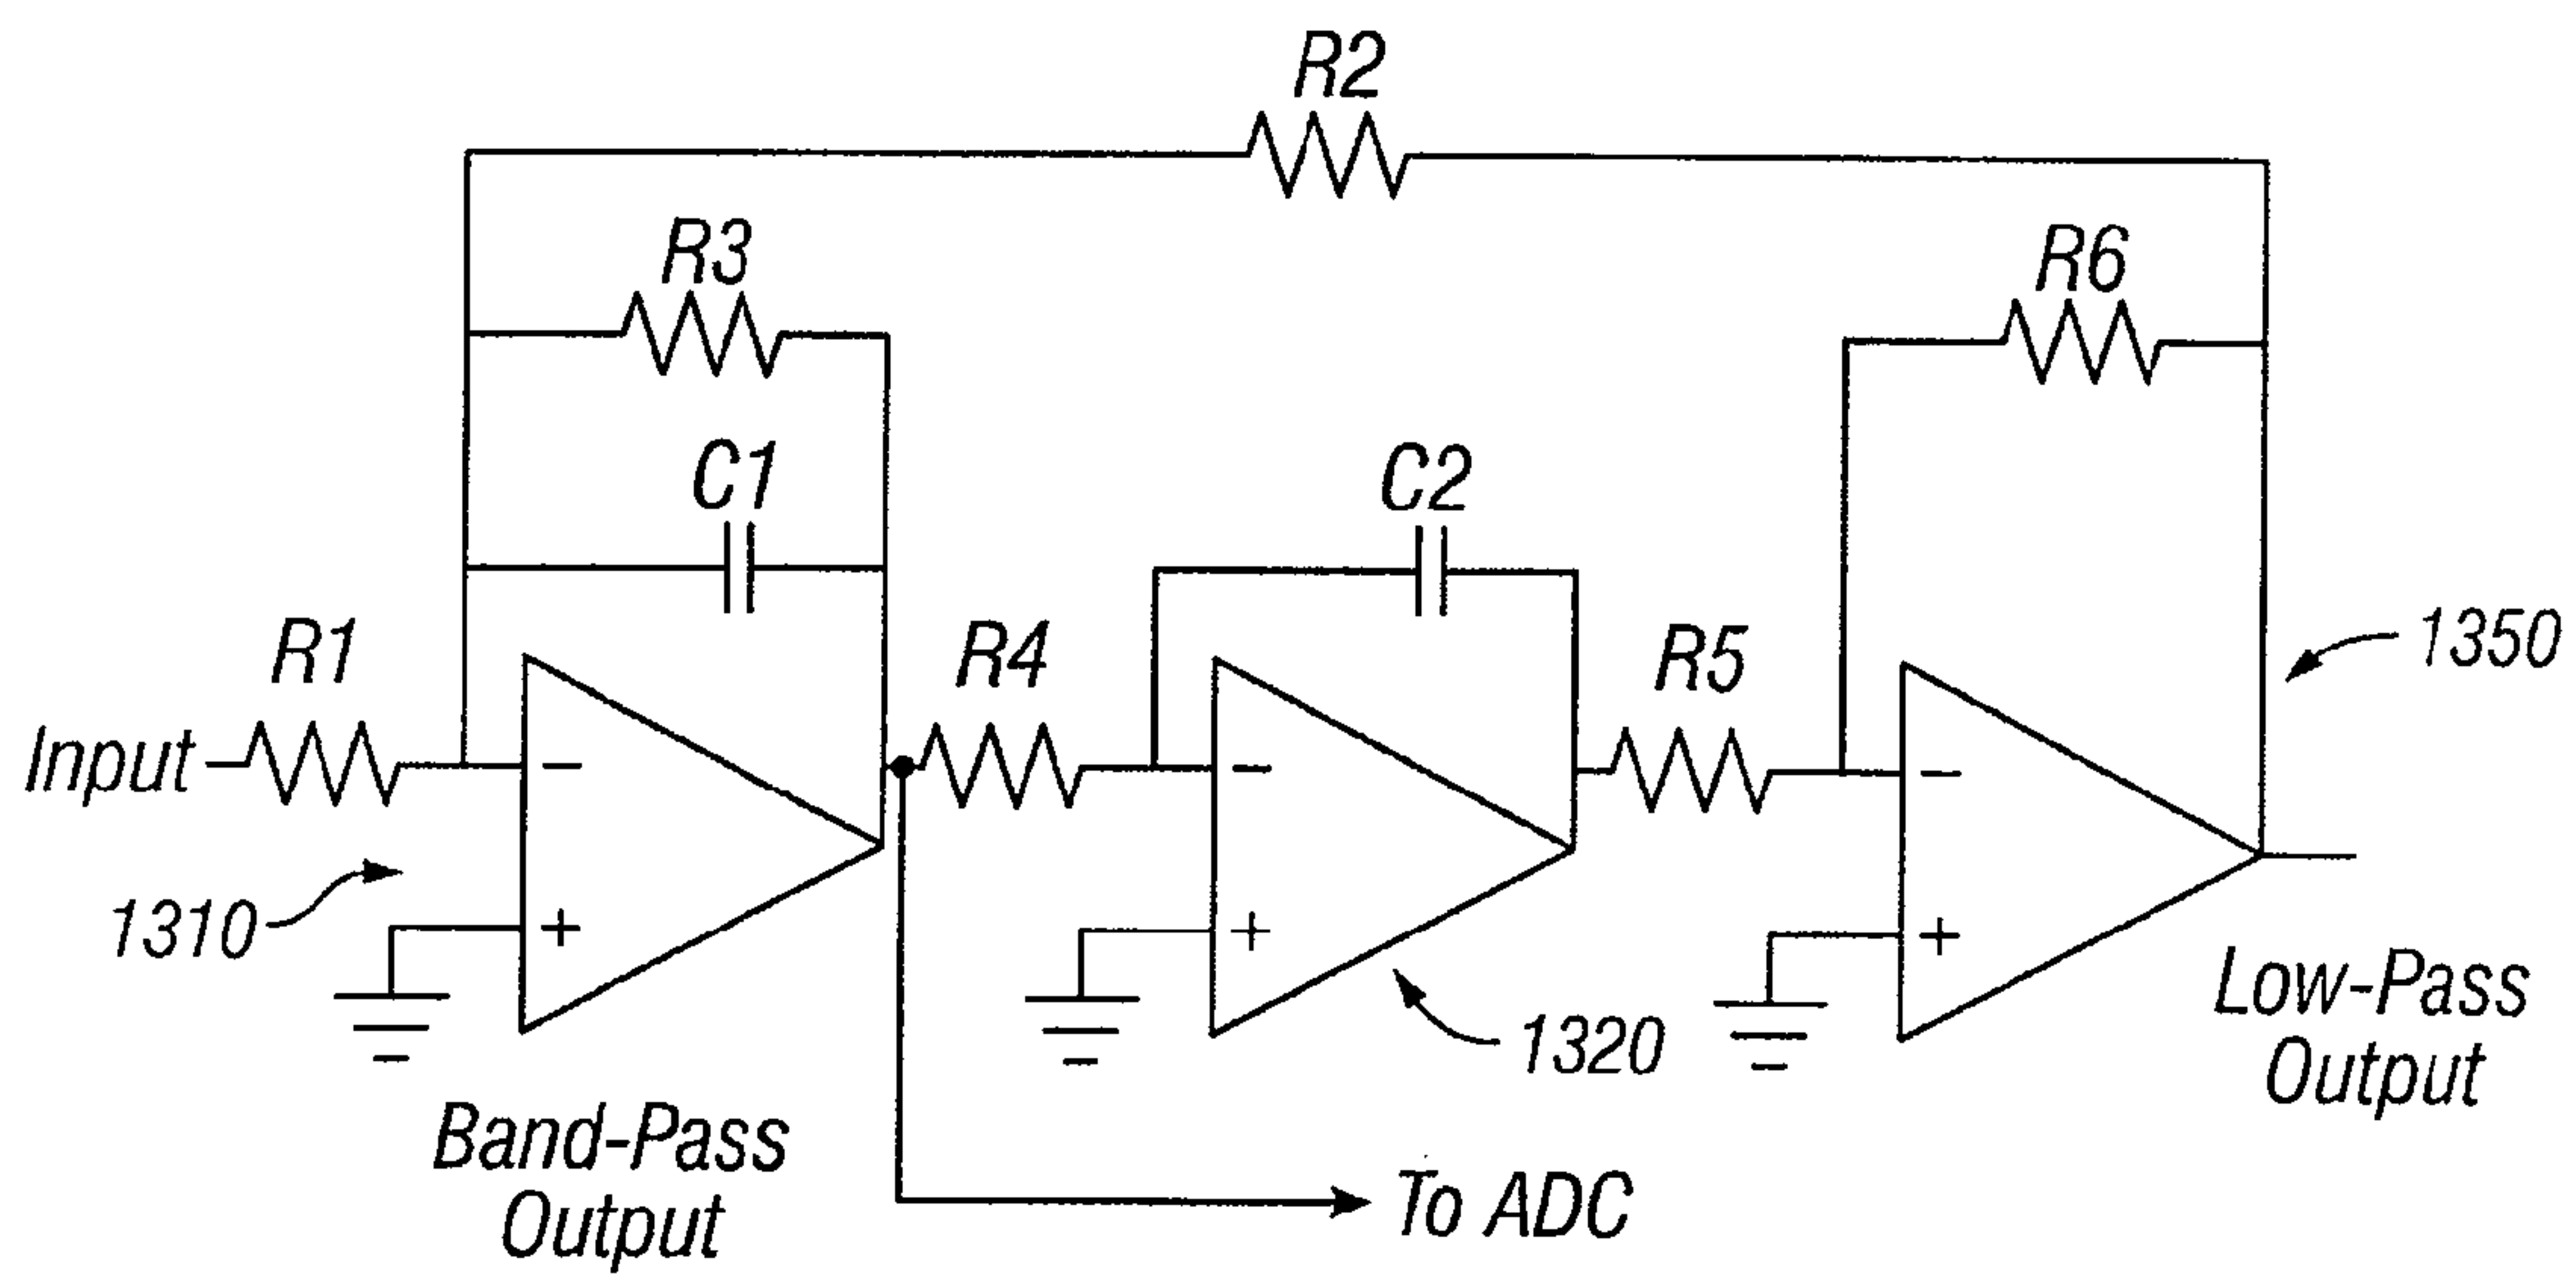 R2
R3
R6
C1
C2
R1
R4
R5
1350
Input
−
−
−
1310
+
+
+
1320
Low-Pass
Output
Band-Pass
Output
To ADC